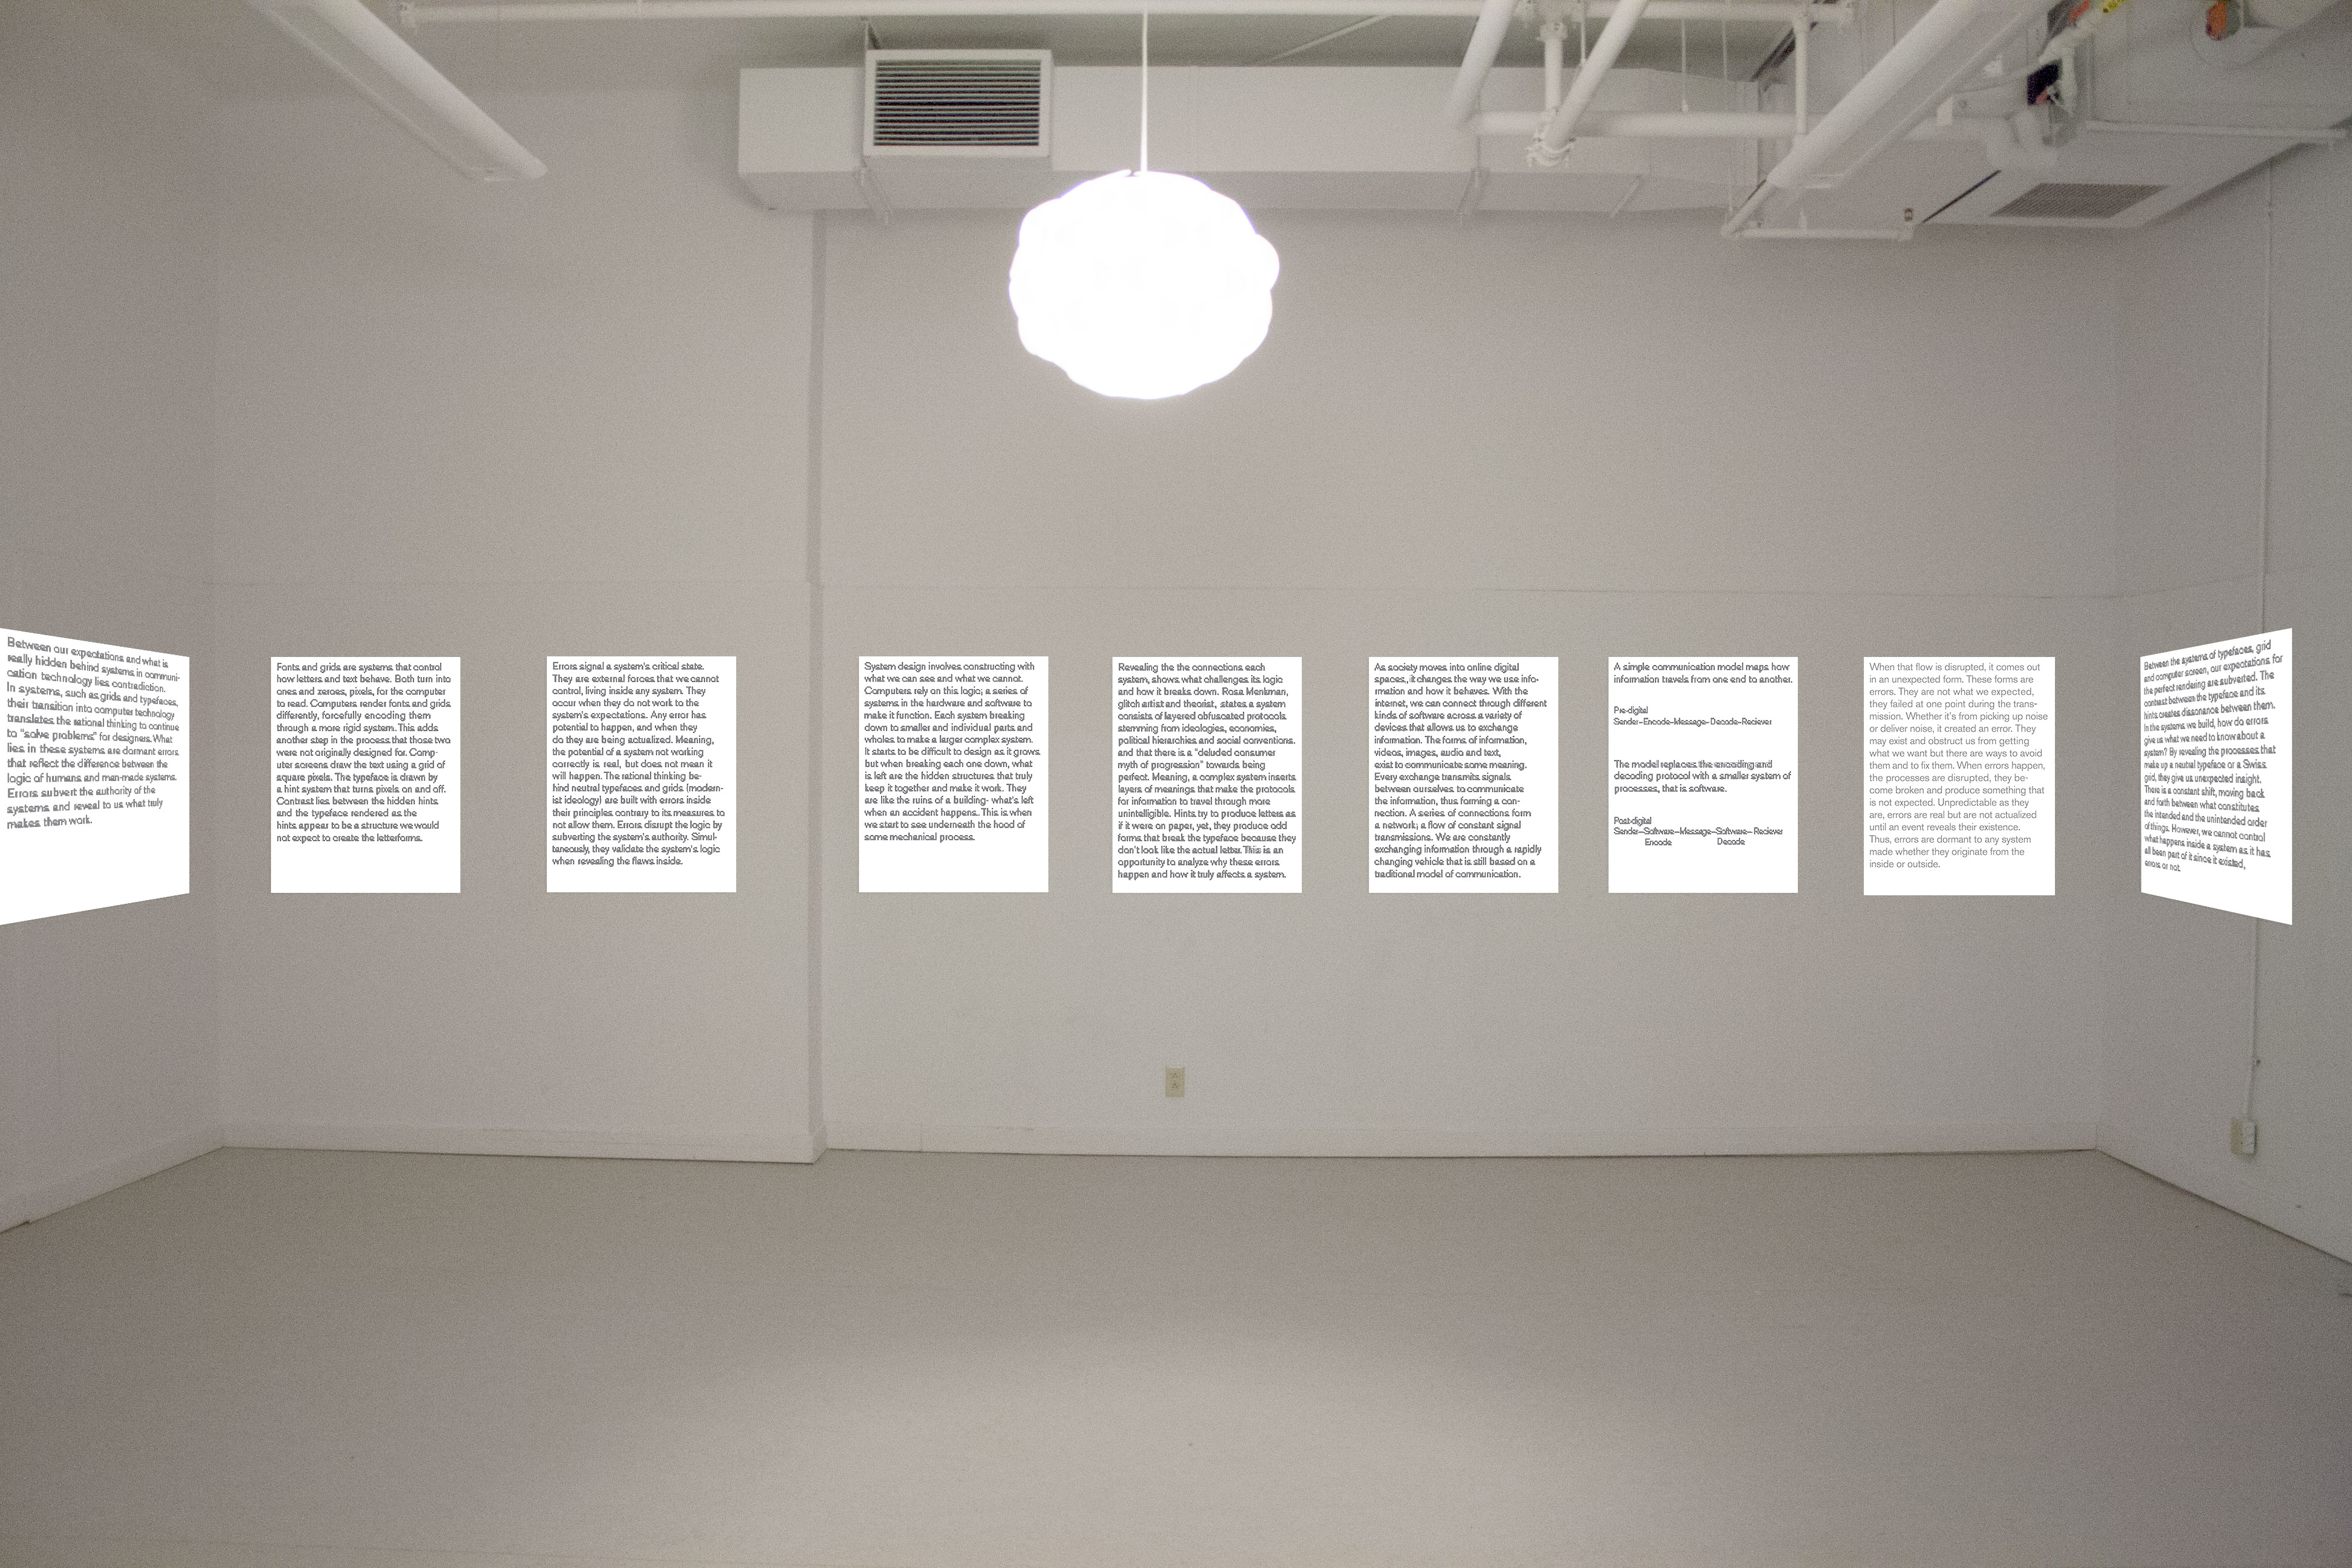 Between our expectations and what is
really hidden behind systems in communi-
cation technology lies contradiction.
In systems, such as grids and typefaces,
their transition into computer technology
translates the rational thinking to continue
to "solve problems" for designers. What
lies in these systems are dormant errors
that reflect the difference between the
logic of humans and man-made systems.
Errors subvert the authority of the
systems and reveal to us what truly
makes them work.
Fonts and grids are systems that control
how letters and text behave. Both turn into
ones and zeroes, pixels, for the computer
to read. Computers render fonts and grids
differently, forcefully encoding them
through a more rigid system. This adds
another step in the process that those two
were not originally designed for. Comp-
uter screens draw the text using a grid of
square pixels. The typeface is drawn by
a hint system that turns pixels on and off.
Contrast lies between the hidden hints
and the typeface rendered as the
hints appear to be a structure we would
not expect to create the letterforms.
Errors signal a system's critical state.
They are external forces that we cannot
control, living inside any system. They
occur when they do not work to the
system's expectations. Any error has
potential to happen, and when they
do they are being actualized. Meaning,
the potential of a system not working
correctly is real, but does not mean it
will happen. The rational thinking be-
hind neutral typefaces and grids (modern-
ist ideology) are built with errors inside
their principles contrary to its measures to
not allow them. Errors disrupt the logic by
subverting the system's authority. Simul-
taneously, they validate the system's logic
when revealing the flaws inside.
System design involves constructing with
what we can see and what we cannot.
Computers rely on this logic; a series of
systems in the hardware and software to
make it function. Each system breaking
down to smaller and individual parts and
wholes to make a larger complex system.
It starts to be difficult to design as it grows
but when breaking each one down, what
is left are the hidden structures that truly
keep it together and make it work. They
are like the ruins of a building- what's left
when an accident happens. This is when
we start to see underneath the hood of
some mechanical process.
Revealing the the connections each
system, shows what challenges its logic
and how it breaks down. Rosa Menkman,
glitch artist and theorist, states a system
consists of layered obfuscated protocols
stemming from ideologies, economies,
political hierarchies and social conventions.
and that there is a "deluded consumer
myth of progression" towards being
perfect. Meaning, a complex system inserts
layers of meanings that make the protocols
for information to travel through more
unintelligible. Hints try to produce letters as
if it were on paper, yet, they produce odd
forms that break the typeface because they
don't look like the actual letter. This is an
opportunity to analyze why these errors
happen and how it truly affects a system.
As society moves into online digital
spaces, it changes the way we use info-
rmation and how it behaves. With the
internet, we can connect through different
kinds of software across a variety of
devices that allows us to exchange
information. The forms of information,
videos, images, audio and text,
exist to communicate some meaning.
Every exchange transmits signals
between ourselves to communicate
the information, thus forming a con-
nection. A series of connections form
a network; a flow of constant signal
transmissions. We are constantly
exchanging information through a rapidly
changing vehicle that is still based on a
traditional model of communication.
A simple communication model maps how
information travels from one end to another.
Pre-digital
Sender–Encode–Message– Decode–Reciever
The model replaces the encoding and
decoding protocol with a smaller system of
processes, that is software.
Post-digital
Sender–Software–Message–Software– Reciever
Encode Decode
When that flow is disrupted, it comes out
in an unexpected form. These forms are
errors. They are not what we expected,
they failed at one point during the trans-
mission. Whether it's from picking up noise
or deliver noise, it created an error. They
may exist and obstruct us from getting
what we want but there are ways to avoid
them and to fix them. When errors happen,
the processes are disrupted, they be-
come broken and produce something that
is not expected. Unpredictable as they
are, errors are real but are not actualized
until an event reveals their existence.
Thus, errors are dormant to any system
made whether they originate from the
inside or outside.
Between the systems of typefaces, grid
and computer screen, our expectations for
the perfect rendering are subverted. The
contrast between the typeface and its
hints creates dissonance between them.
In the systems we build, how do errors
give us what we need to know about a
system? By revealing the processes that
make up a neutral typeface or a Swiss
grid, they give us unexpected insight.
There is a constant shift, moving back
and forth between what constitutes
the intended and the unintended order
of things. However, we cannot control
what happens inside a system as it has
all been part of it since it existed,
errors or not.